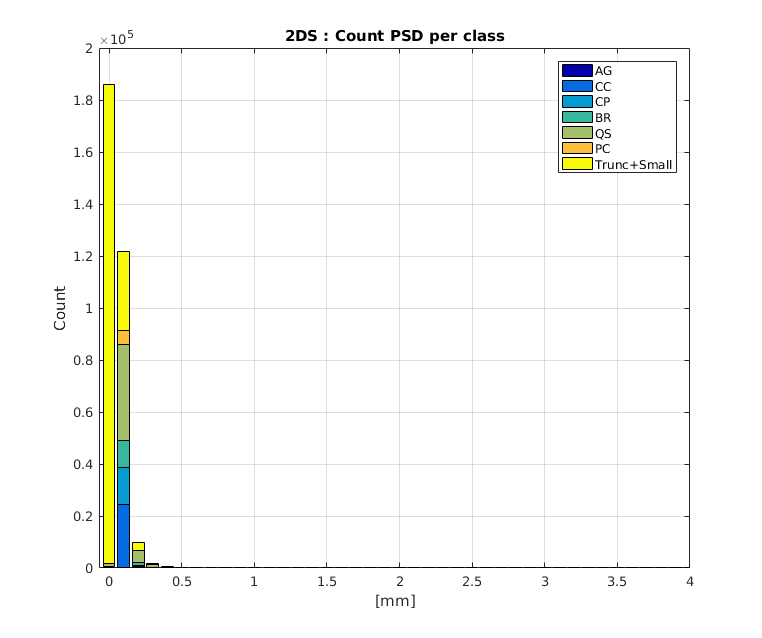 2DS : Count PSD per class
×10^5
2
1.8
1.6
1.4
1.2
1
0.8
0.6
0.4
0.2
0
Count
AG
CC
CP
BR
QS
PC
Trunc+Small
0 0.5 1 1.5 2 2.5 3 3.5 4
[mm]